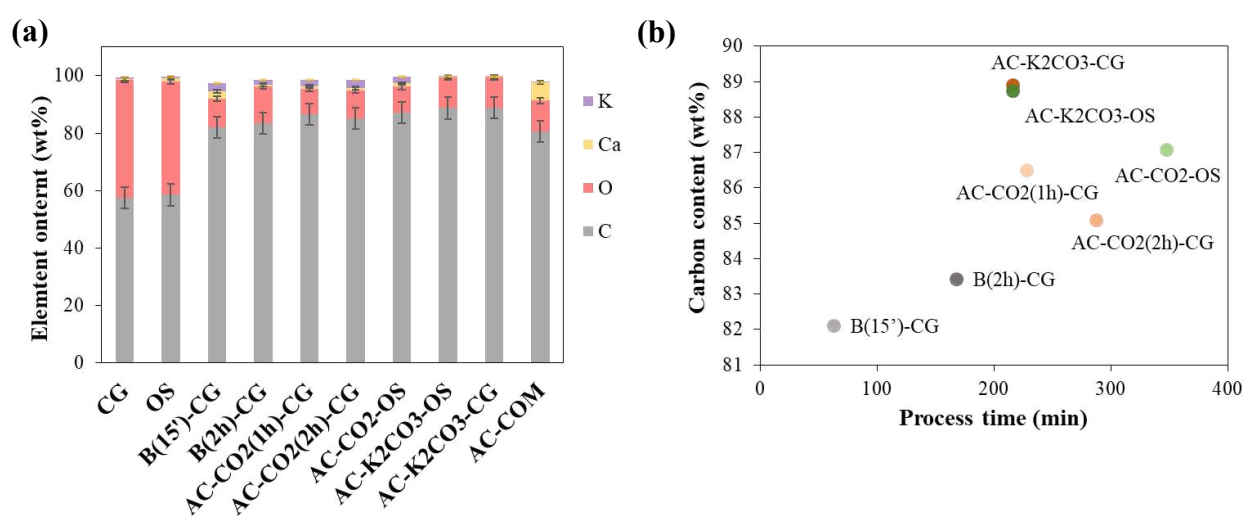 (a)
Elemtent onternt (wt%)
100
80
60
40
20
0
CG
OS
B(15')-CG
B(2h)-CG
AC-CO2(1h)-CG
AC-CO2(2h)-CG
AC-CO2-OS
AC-K2CO3-OS
AC-K2CO3-CG
AC-COM
K
Ca
O
C
(b)
Carbon content (wt%)
90
89
88
87
86
85
84
83
82
81
0
100
200
300
400
Process time (min)
AC-K2CO3-CG
AC-K2CO3-OS
AC-CO2-OS
AC-CO2(1h)-CG
AC-CO2(2h)-CG
B(2h)-CG
B(15’)-CG